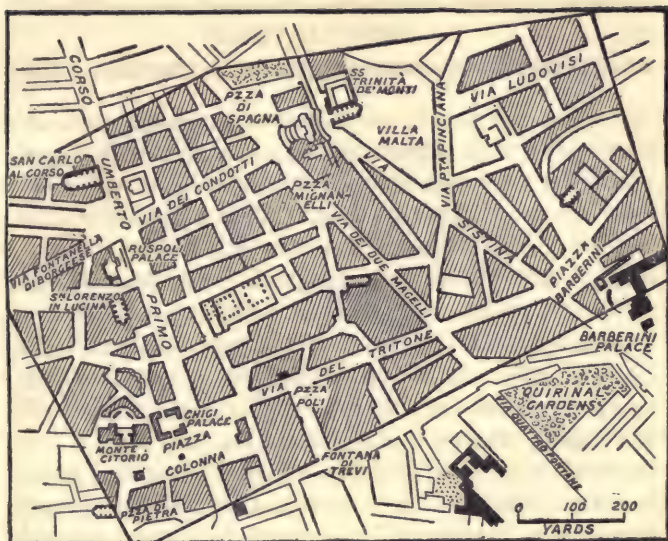 CORSO
UMBERTO
PRIMO
PZZA
DI
SPAGNA
SS
TRINITÀ
DE' MONTI
VILLA
MALTA
VIA PTA PINCIANA
VIA LUDOVISI
SAN CARLO
AL CORSO
VIA DEI CONDOTTI
PZZA
MIGNAN-
ELLI
VIA
SISTINA
VIA FONTANELLA
DI BORGHESE
RUSPOLI
PALACE
VIA DEI DUE MACELLI
PIAZZA
BARBERINI
LORENZO
IN LUCINA
BARBERINI
PALACE
VIA DEL TRITONE
PZZA
POLI
CHIGI
PALACE
PIAZZA
COLONNA
MONTE
CITORIO
FONTANA
DI
TREVI
QUIRINAL
GARDENS
VIA QUATTRO FONTANE
PZZA DI
PIETRA
0 100 200
YARDS